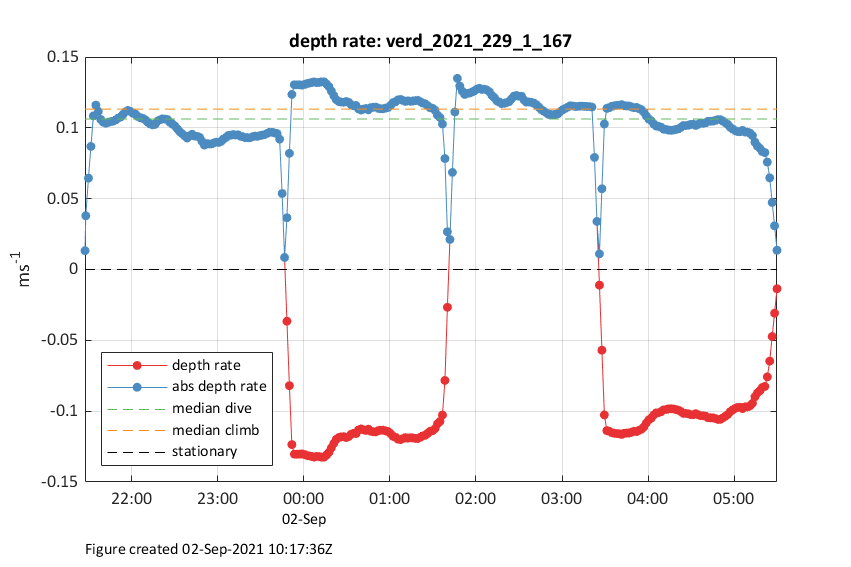 depth rate: verd_2021_229_1_167
0.15
0.1
0.05
0
-0.05
-0.1
-0.15
ms-1
depth rate
abs depth rate
median dive
median climb
stationary
22:00 23:00 00:00 01:00 02:00 03:00 04:00 05:00
02-Sep
Figure created 02-Sep-2021 10:17:36Z